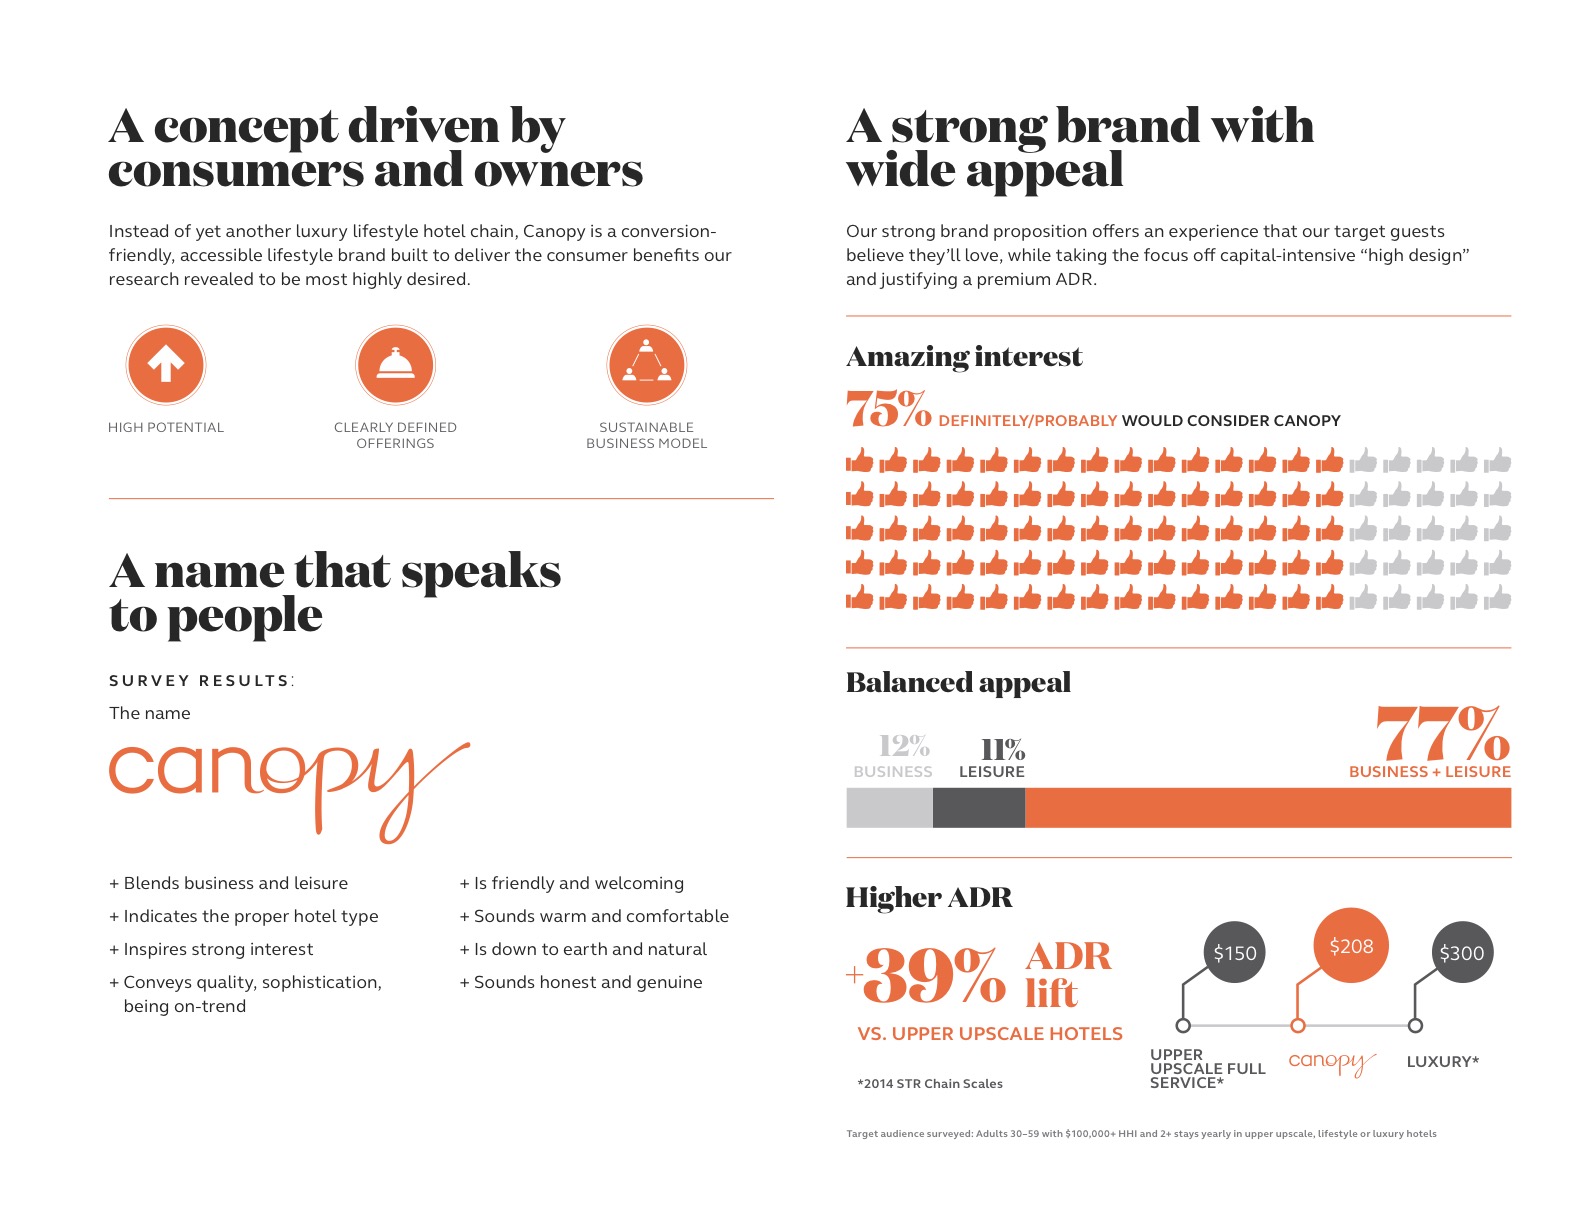 A concept driven by
consumers and owners
Instead of yet another luxury lifestyle hotel chain, Canopy is a conversion-
friendly, accessible lifestyle brand built to deliver the consumer benefits our
research revealed to be most highly desired.
HIGH POTENTIAL
CLEARLY DEFINED
OFFERINGS
SUSTAINABLE
BUSINESS MODEL
A name that speaks
to people
SURVEY RESULTS:
The name
canopy
+ Blends business and leisure
+ Indicates the proper hotel type
+ Inspires strong interest
+ Conveys quality, sophistication,
being on-trend
+ Is friendly and welcoming
+ Sounds warm and comfortable
+ Is down to earth and natural
+ Sounds honest and genuine
A strong brand with
wide appeal
Our strong brand proposition offers an experience that our target guests
believe they’ll love, while taking the focus off capital-intensive “high design”
and justifying a premium ADR.
Amazing interest
75% DEFINITELY/PROBABLY WOULD CONSIDER CANOPY
Balanced appeal
12%
BUSINESS
11%
LEISURE
77%
BUSINESS + LEISURE
Higher ADR
+39% ADR
lift
VS. UPPER UPSCALE HOTELS
*2014 STR Chain Scales
$150
$208
$300
UPPER
UPSCALE FULL
SERVICE*
canopy
LUXURY*
Target audience surveyed: Adults 30–59 with $100,000+ HHI and 2+ stays yearly in upper upscale, lifestyle or luxury hotels